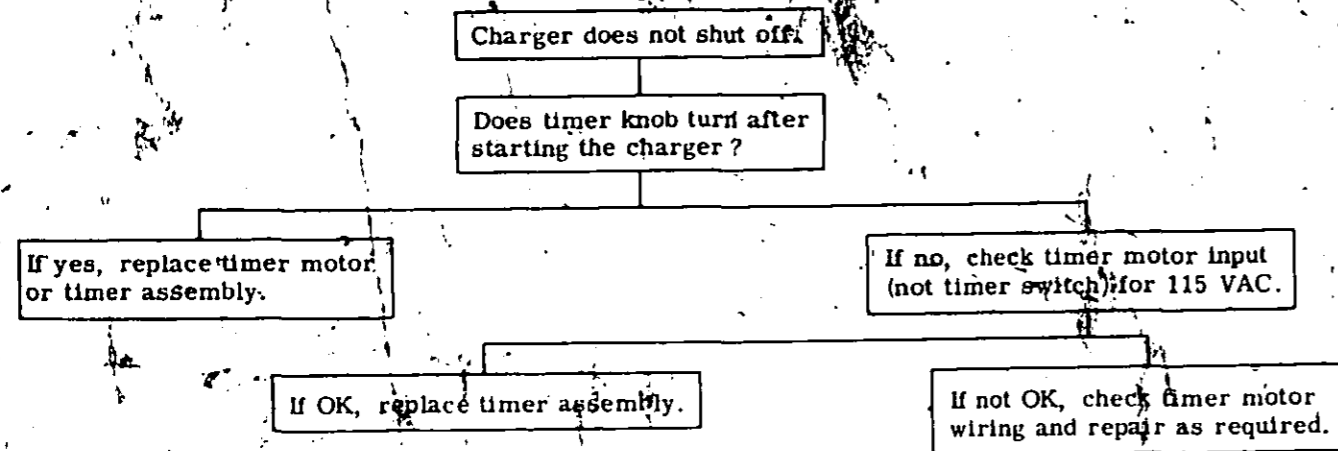 Charger does not shut off.
Does timer knob turn after
starting the charger?
If yes, replace timer motor
or timer assembly.
If no, check timer motor input
(not timer switch) for 115 VAC.
If OK, replace timer assembly.
If not OK, check timer motor
wiring and repair as required.